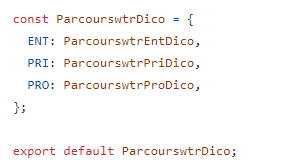 const ParcourswtrDico = {
  ENT: ParcourswtrEntDico,
  PRI: ParcourswtrPriDico,
  PRO: ParcourswtrProDico,
};

export default ParcourswtrDico;